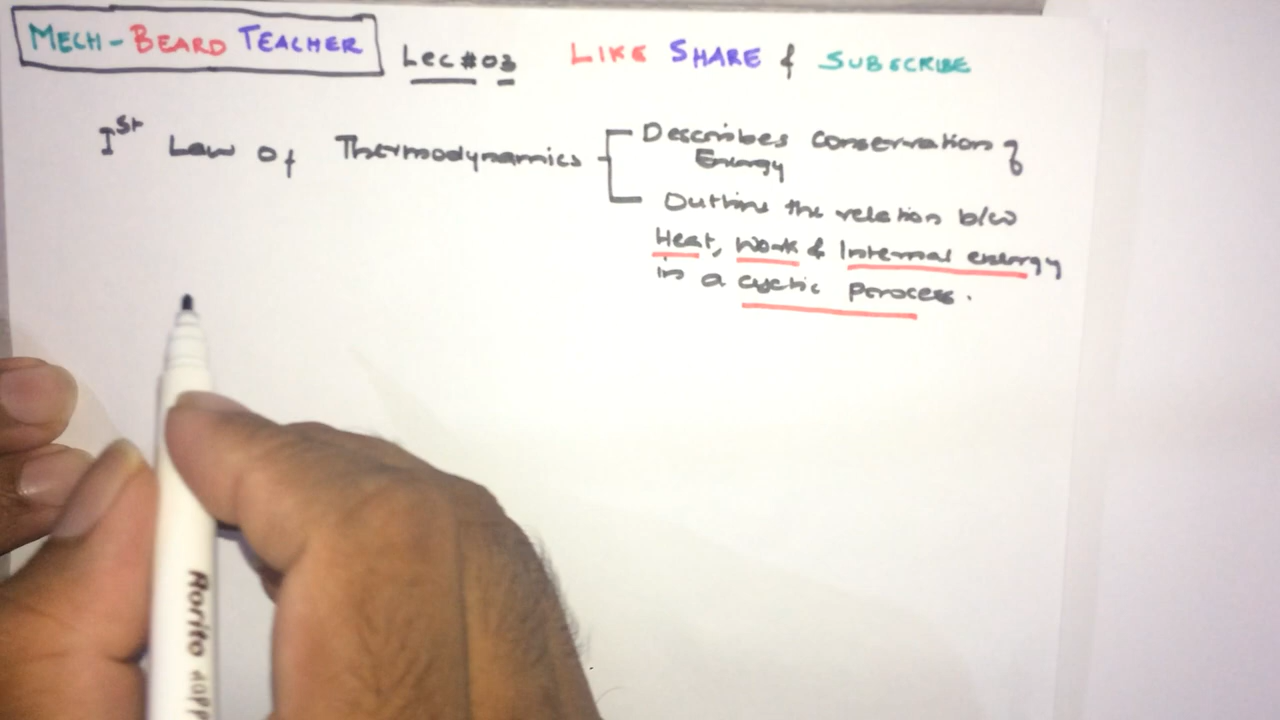 MECH-BEARD TEACHER Lec#03 LIKE SHARE & SUBSCRIBE
Ist Law of Thermodynamics
Describes Conservation of
Energy
Outline the relation b/w
Heat, Work & Internal energy
in a cyclic process.
Rorito